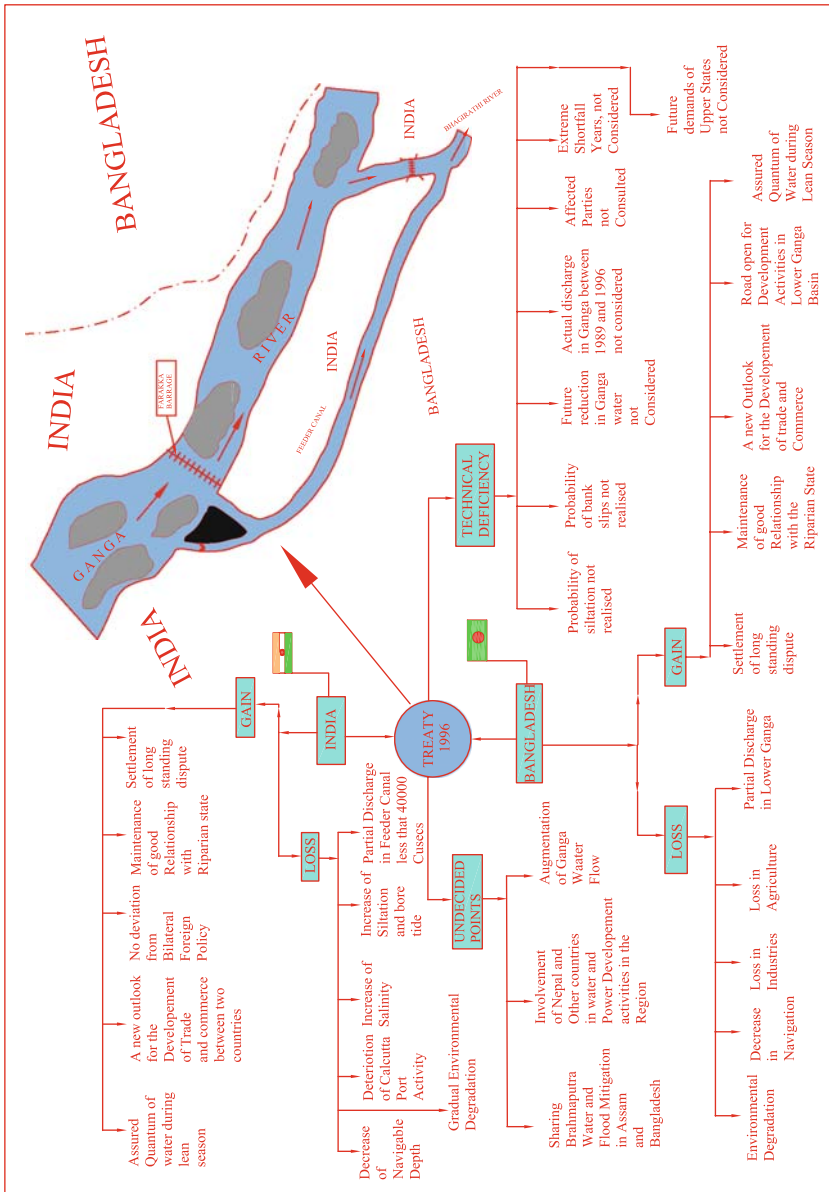 INDIA
BANGLADESH
INDIA
FARAKKA
BARRAGE
GANGA
RIVER
INDIA
FEEDER CANAL
BANGLADESH
INDIA
BHAGIRATHI RIVER
TREATY
1996
INDIA
GAIN
Assured
Quantum of
water during
lean
season
A new outlook
for the
Developement
of Trade
and commerce
between two
countries
No deviation
from
Bilateral
Foreign
Policy
Maintenance
of good
Relationship
with
Riparian state
Settlement
of long
standing
dispute
LOSS
Decrease
of
Navigable
Depth
Deteriotion
of Calcutta
Port
Activity
Gradual Environmental
Degradation
Increase of
Salinity
Increase of
Siltation
and bore
tide
Partial Discharge
in Feeder Canal
less that 40000
Cusecs
UNDECIDED
POINTS
Sharing
Brahmaputra
Water and
Flood Mitigation
in Assam
and
Bangladesh
Involvement
of Nepal and
Other countries
in water and
Power Developement
activities in the
Region
Augmentation
of Ganga
Waater
Flow
TECHNICAL
DEFICIENCY
Probability of
siltation not
realised
Probability
of bank
slips not
realised
Future
reduction
in Ganga
water
not
Considered
Actual discharge
in Ganga between
1989 and 1996
not considered
Affected
Parties
not
Consulted
Extreme
Shortfall
Years, not
Considered
Future
demands of
Upper States
not Considered
BANGLADESH
LOSS
Environmental
Degradation
Decrease
in
Navigation
Loss in
Industries
Loss in
Agriculture
Partial Discharge
in Lower Ganga
GAIN
Settlement
of long
standing
dispute
Maintenance
of good
Relationship
with the
Riparian State
A new Outlook
for the Developement
of trade and
Commerce
Road open for
Development
Activities in
Lower Ganga
Basin
Assured
Quantum of
Water during
Lean Season